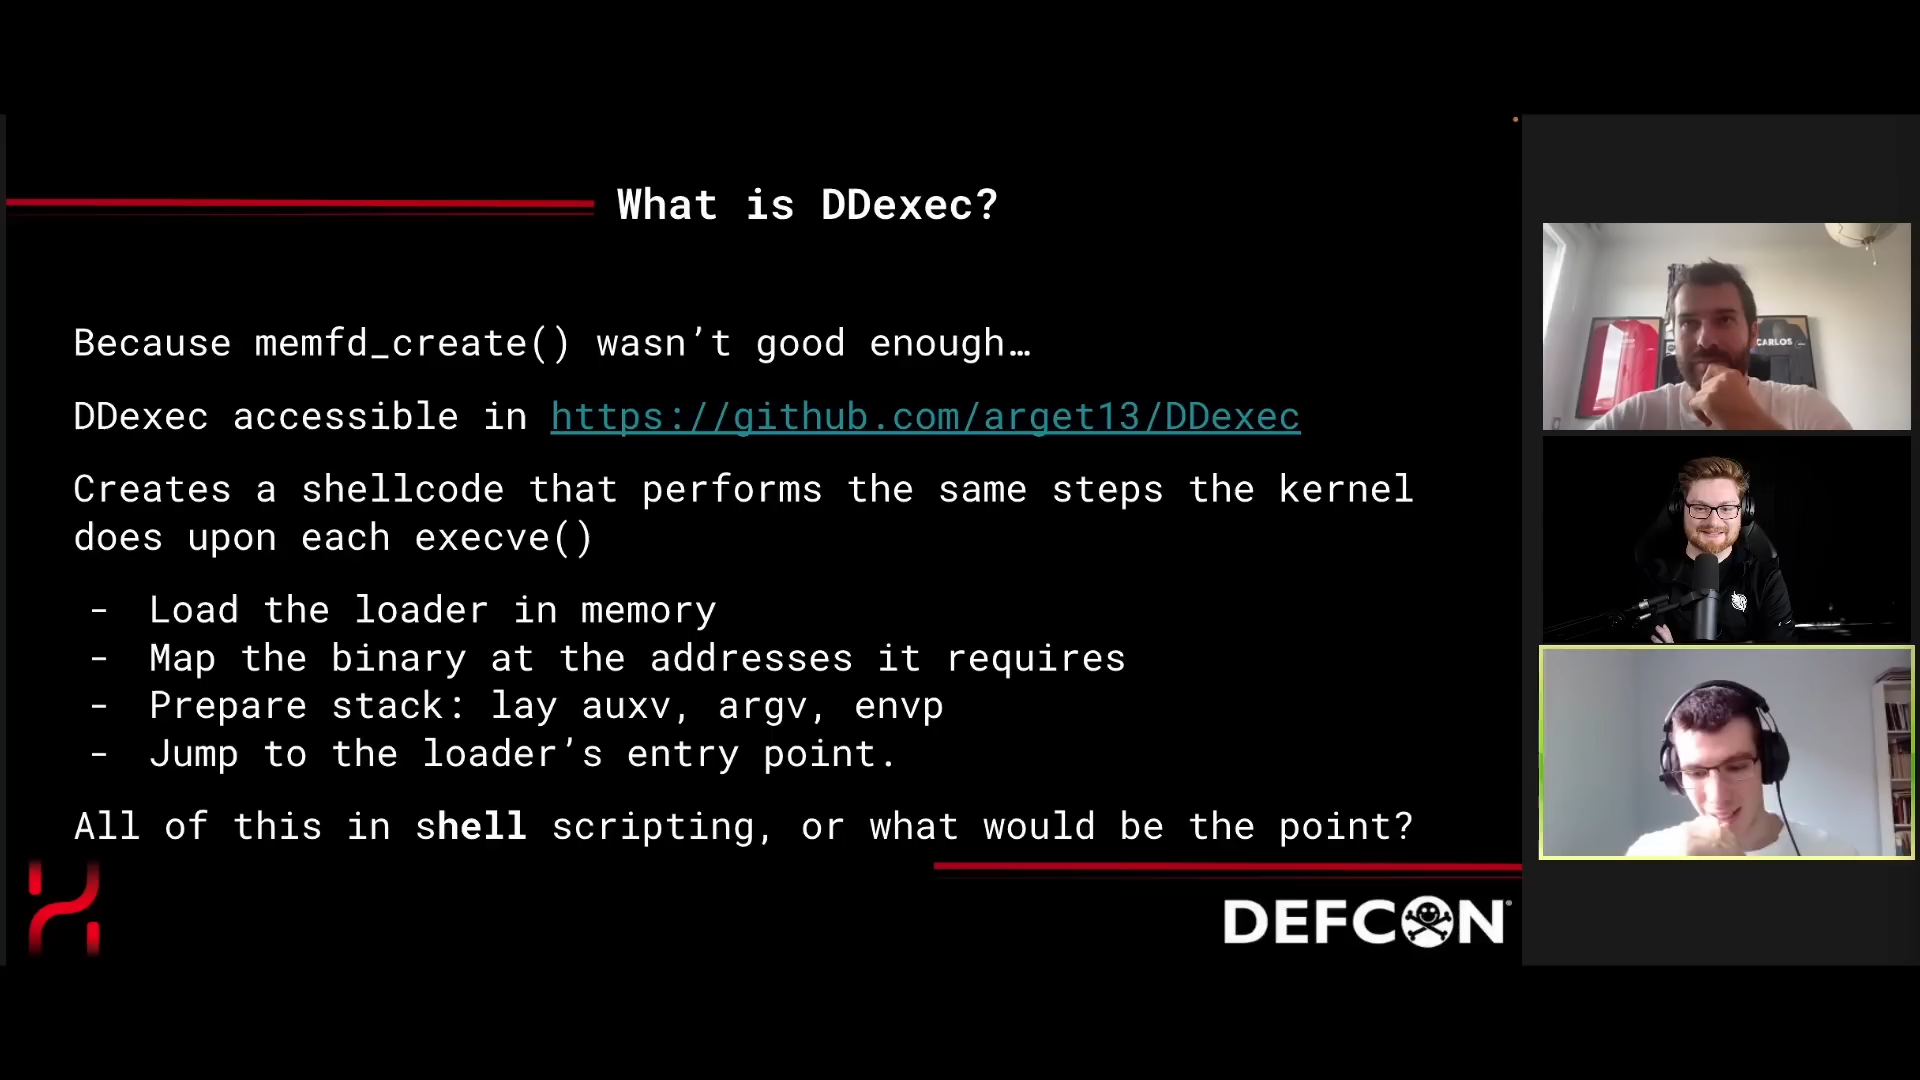 What is DDexec?
Because memfd_create() wasn’t good enough…
DDexec accessible in https://github.com/arget13/DDexec
Creates a shellcode that performs the same steps the kernel
does upon each execve()
- Load the loader in memory
- Map the binary at the addresses it requires
- Prepare stack: lay auxv, argv, envp
- Jump to the loader’s entry point.
All of this in shell scripting, or what would be the point?
DEFCON
CARLOS